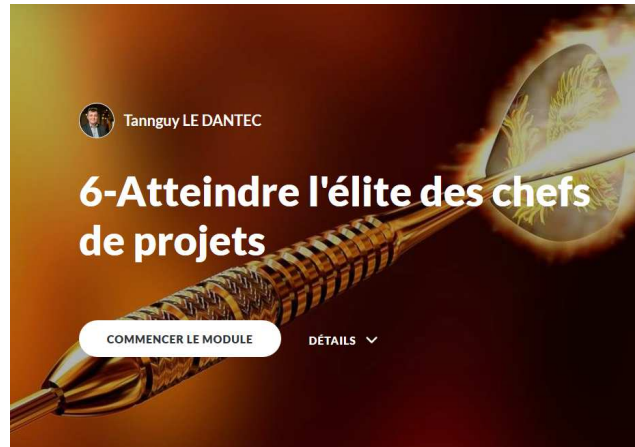 Tannguy LE DANTEC
6-Atteindre l'élite des chefs
de projets
COMMENCER LE MODULE
DÉTAILS